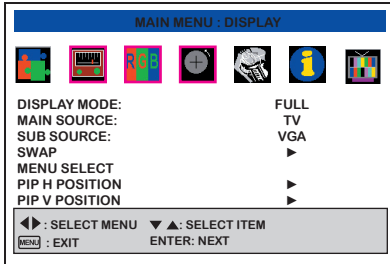 MAIN MENU : DISPLAY
RGB
i
DISPLAY MODE: FULL
MAIN SOURCE: TV
SUB SOURCE: VGA
SWAP ►
MENU SELECT
PIP H POSITION ►
PIP V POSITION ►
◀▶ : SELECT MENU ▼ ▲: SELECT ITEM
MENU : EXIT ENTER: NEXT